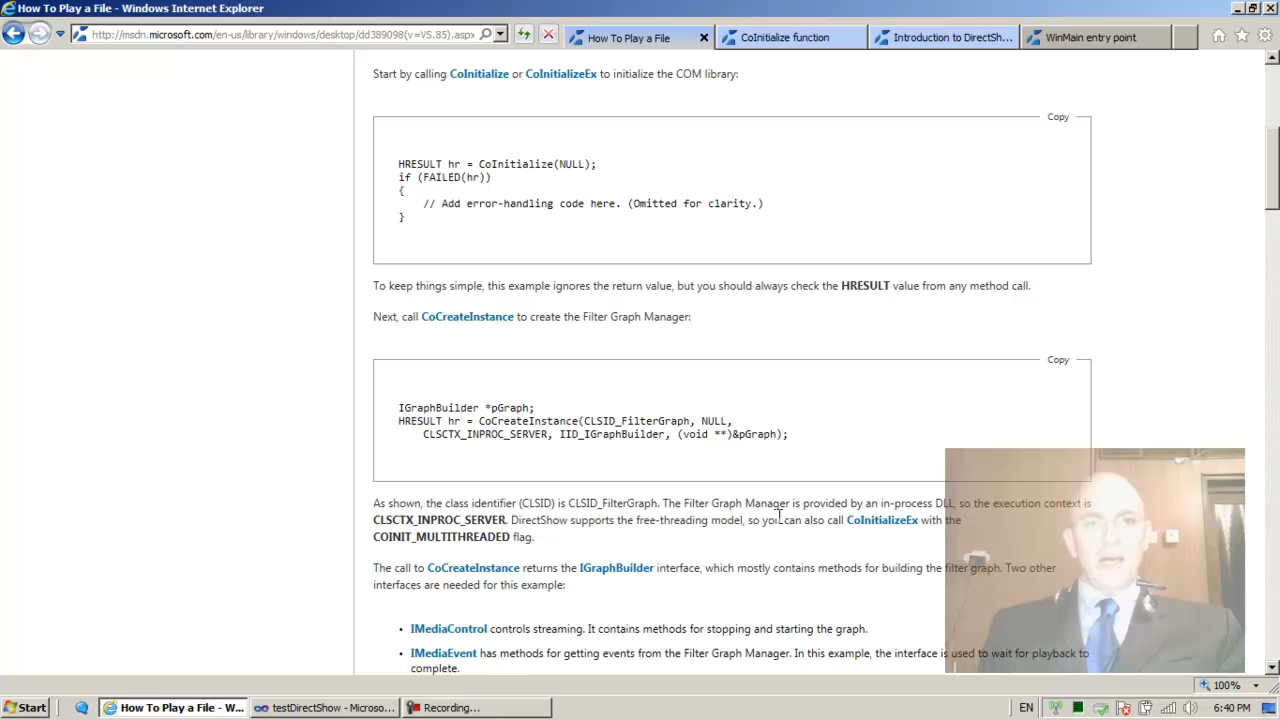 How To Play a File - Windows Internet Explorer
http://msdn.microsoft.com/en-us/library/windows/desktop/dd389098(v=VS.85).aspx
How To Play a File
CoInitialize function
Introduction to DirectSh...
WinMain entry point
Start by calling CoInitialize or CoInitializeEx to initialize the COM library:
Copy
HRESULT hr = CoInitialize(NULL);
if (FAILED(hr))
{
// Add error-handling code here. (Omitted for clarity.)
}
To keep things simple, this example ignores the return value, but you should always check the HRESULT value from any method call.
Next, call CoCreateInstance to create the Filter Graph Manager:
Copy
IGraphBuilder *pGraph;
HRESULT hr = CoCreateInstance(CLSID_FilterGraph, NULL,
CLSCTX_INPROC_SERVER, IID_IGraphBuilder, (void **)&pGraph);
As shown, the class identifier (CLSID) is CLSID_FilterGraph. The Filter Graph Manager is provided by an in-process DLL, so the execution context is
CLSCTX_INPROC_SERVER. DirectShow supports the free-threading model, so you can also call CoInitializeEx with the
COINIT_MULTITHREADED flag.
The call to CoCreateInstance returns the IGraphBuilder interface, which mostly contains methods for building the filter graph. Two other
interfaces are needed for this example:
• IMediaControl controls streaming. It contains methods for stopping and starting the graph.
• IMediaEvent has methods for getting events from the Filter Graph Manager. In this example, the interface is used to wait for playback to
complete.
100%
Start
How To Play a File - W...
testDirectShow - Microso...
Recording...
EN
6:40 PM